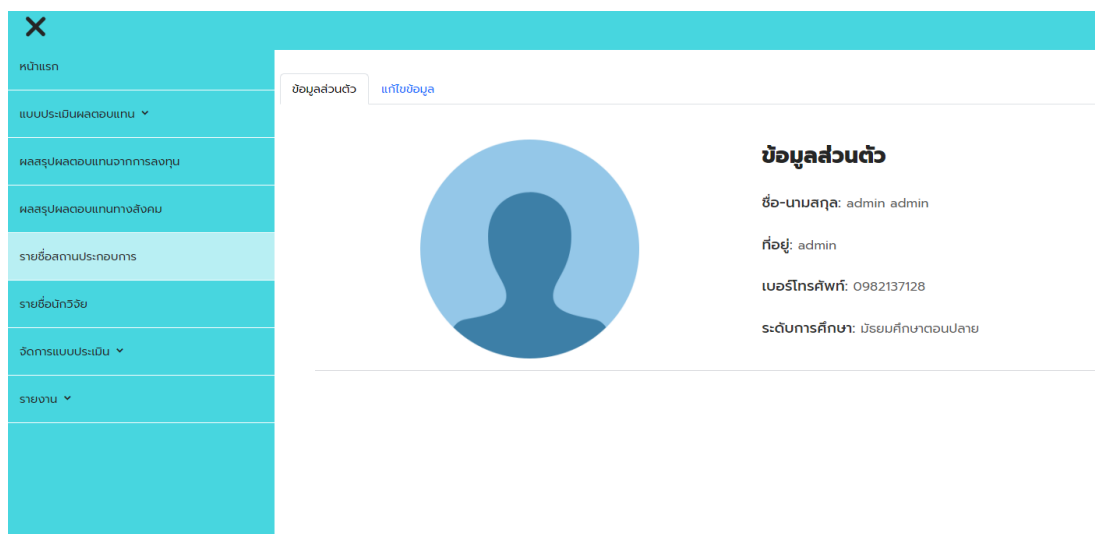 หน้าแรก
แบบประเมินผลตอบแทน
ผลสรุปผลตอบแทนจากการลงทุน
ผลสรุปผลตอบแทนทางสังคม
รายชื่อสถานประกอบการ
รายชื่อนักวิจัย
จัดการแบบประเมิน
รายงาน
ข้อมูลส่วนตัว แก้ไขข้อมูล
ข้อมูลส่วนตัว
ชื่อ-นามสกุล: admin admin
ที่อยู่: admin
เบอร์โทรศัพท์: 0982137128
ระดับการศึกษา: มัธยมศึกษาตอนปลาย